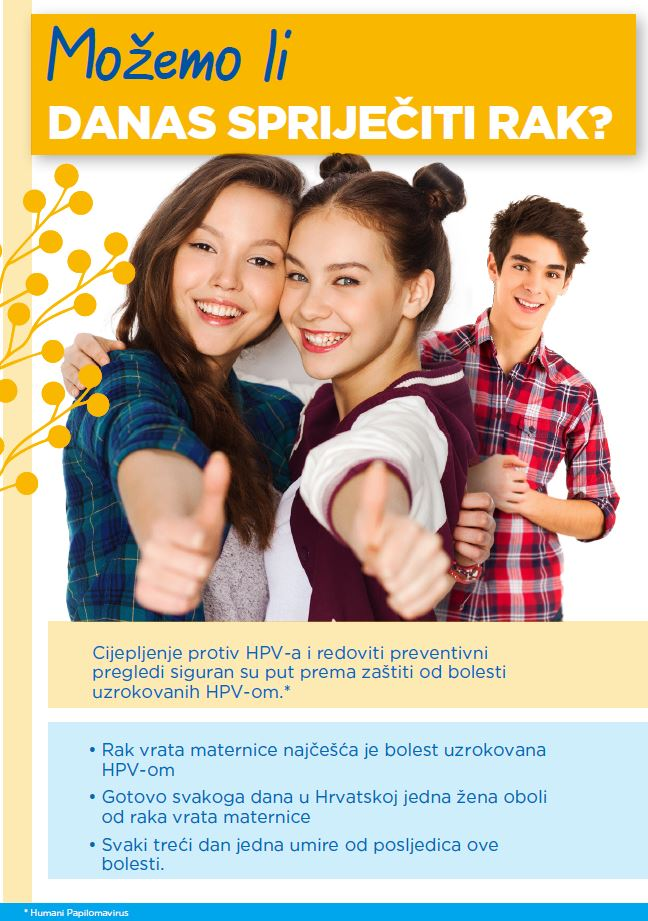 Možemo li
DANAS SPRIJEČITI RAK?
Cijepljenje protiv HPV-a i redoviti preventivni
pregledi siguran su put prema zaštiti od bolesti
uzrokovanih HPV-om.*
• Rak vrata maternice najčešća je bolest uzrokovana
HPV-om
• Gotovo svakoga dana u Hrvatskoj jedna žena oboli
od raka vrata maternice
• Svaki treći dan jedna umire od posljedica ove
bolesti.
* Humani Papilomavirus